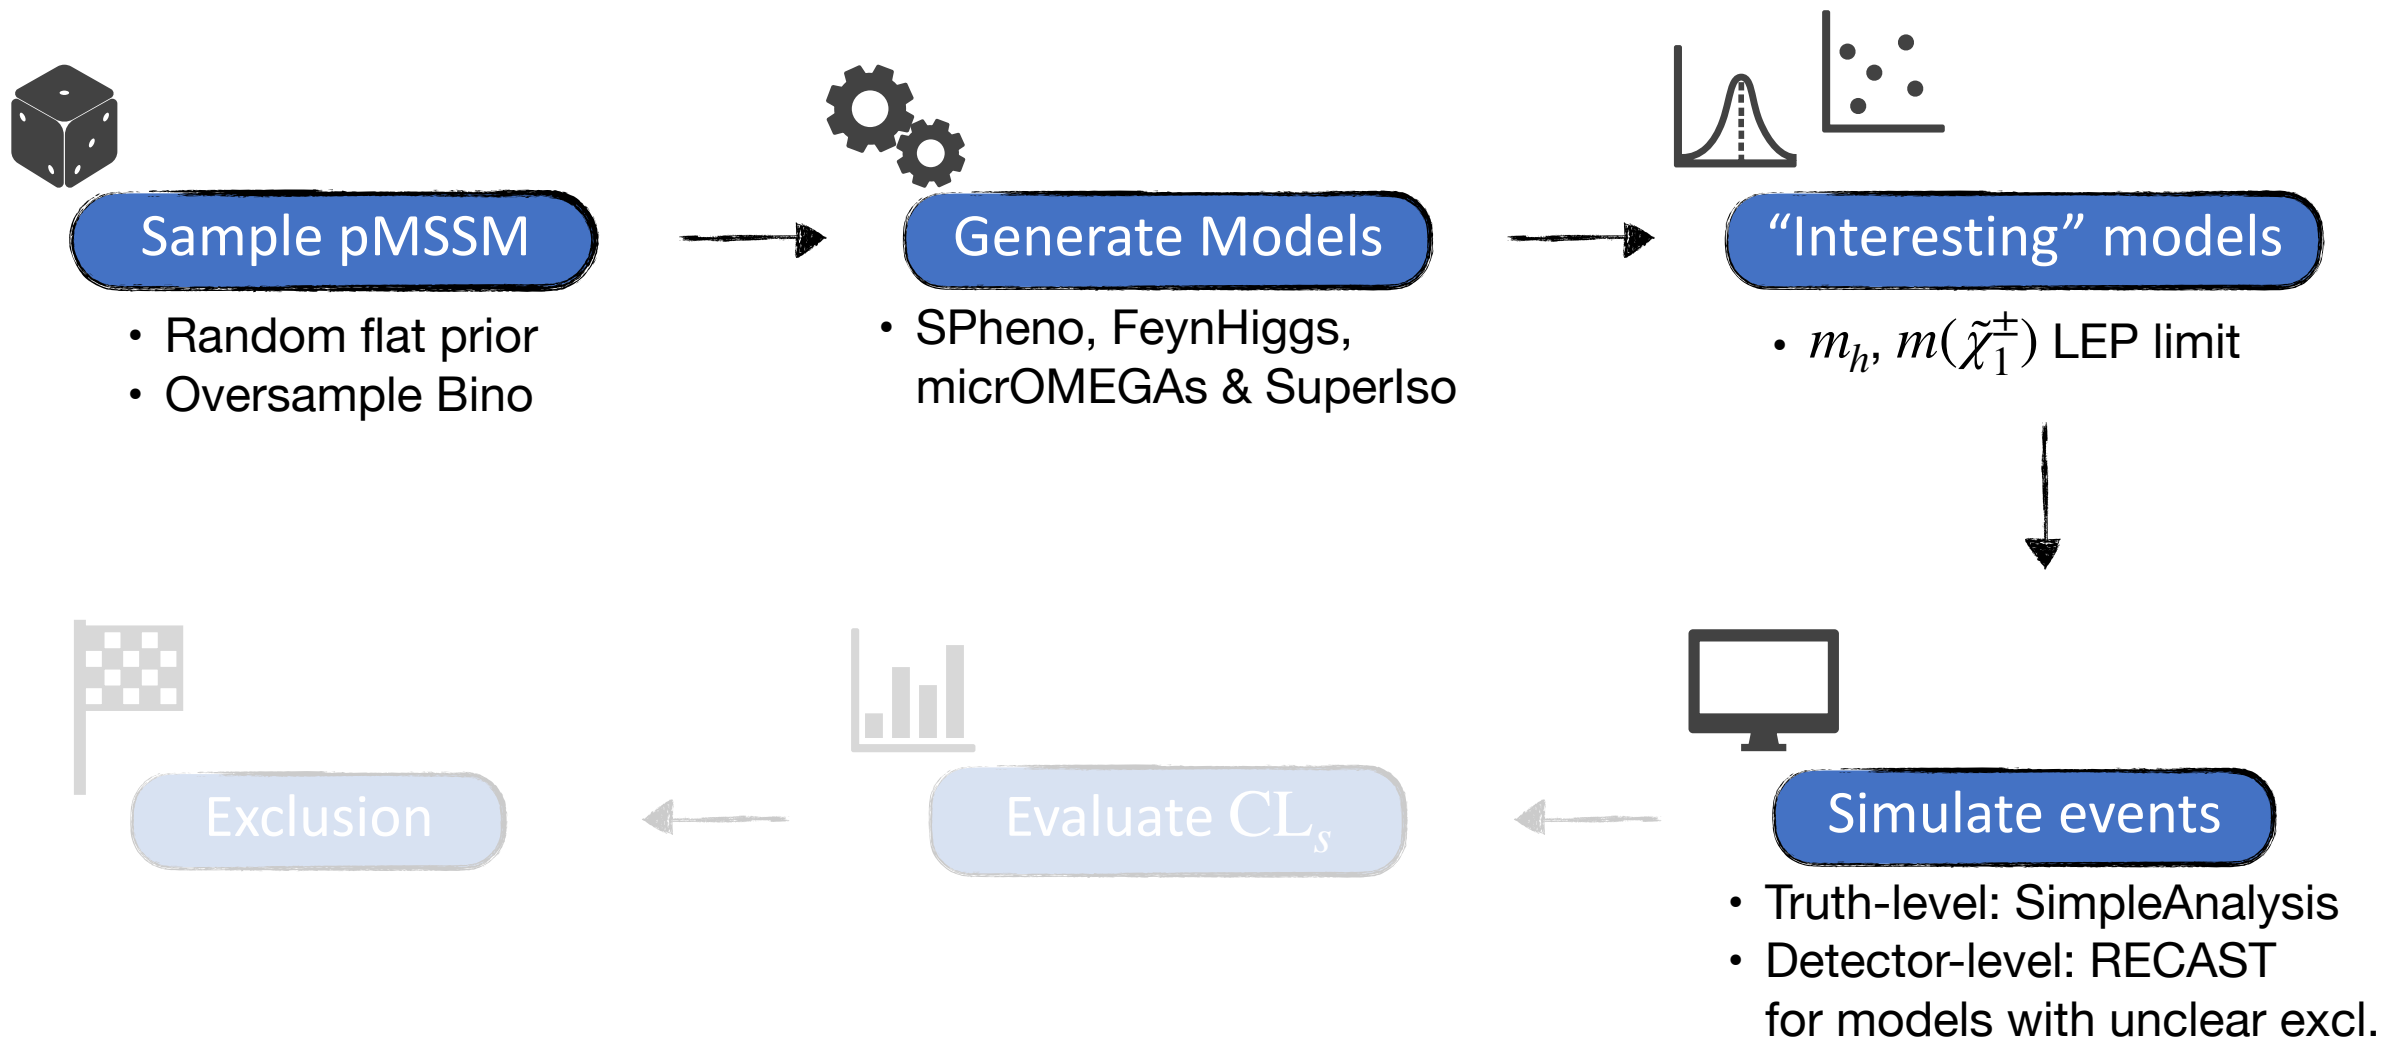 Sample pMSSM
• Random flat prior
• Oversample Bino
Generate Models
• SPheno, FeynHiggs,
micrOMEGAs & SuperIso
“Interesting” models
• m_h, m(χ̃₁^±) LEP limit
Simulate events
• Truth-level: SimpleAnalysis
• Detector-level: RECAST
for models with unclear excl.
Evaluate CL_s
Exclusion